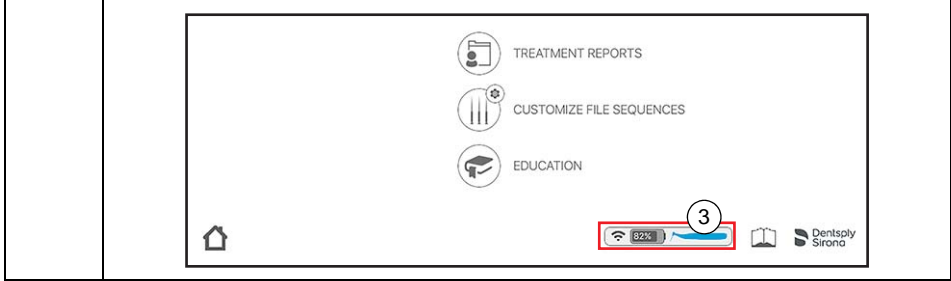 TREATMENT REPORTS
CUSTOMIZE FILE SEQUENCES
EDUCATION
3
82%
Dentsply
Sirona